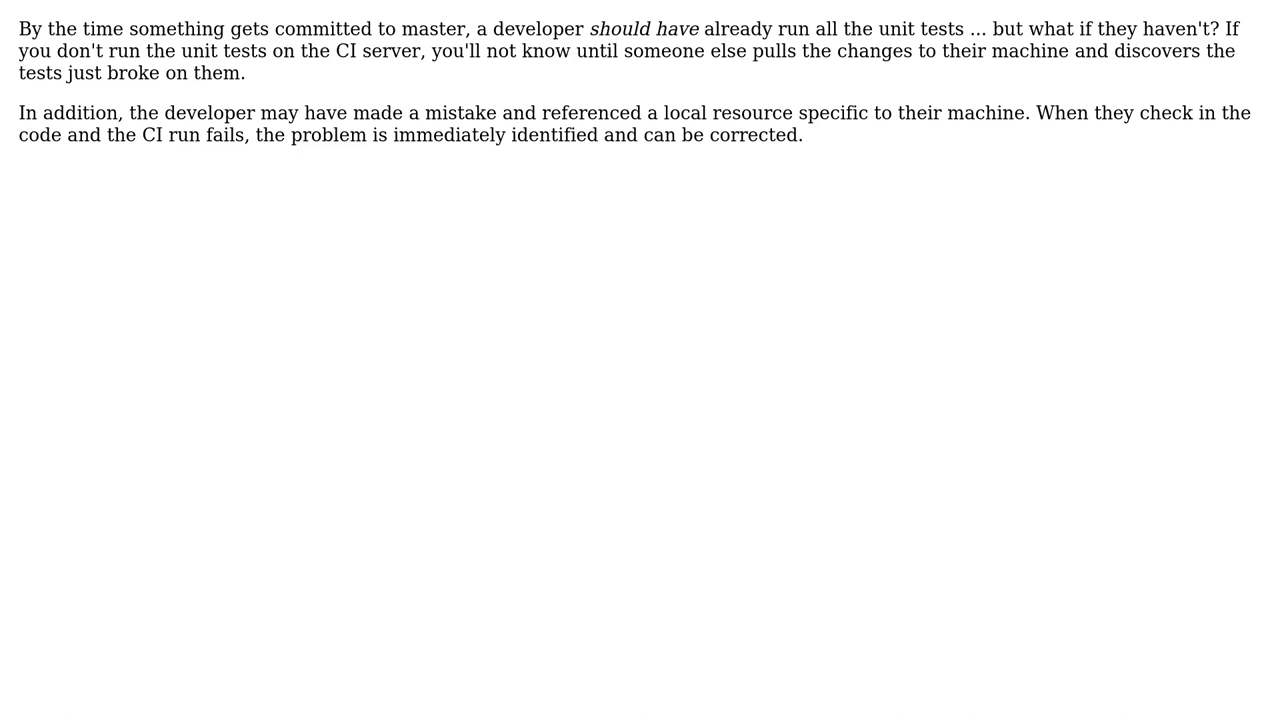 By the time something gets committed to master, a developer should have already run all the unit tests ... but what if they haven't? If
you don't run the unit tests on the CI server, you'll not know until someone else pulls the changes to their machine and discovers the
tests just broke on them.
In addition, the developer may have made a mistake and referenced a local resource specific to their machine. When they check in the
code and the CI run fails, the problem is immediately identified and can be corrected.